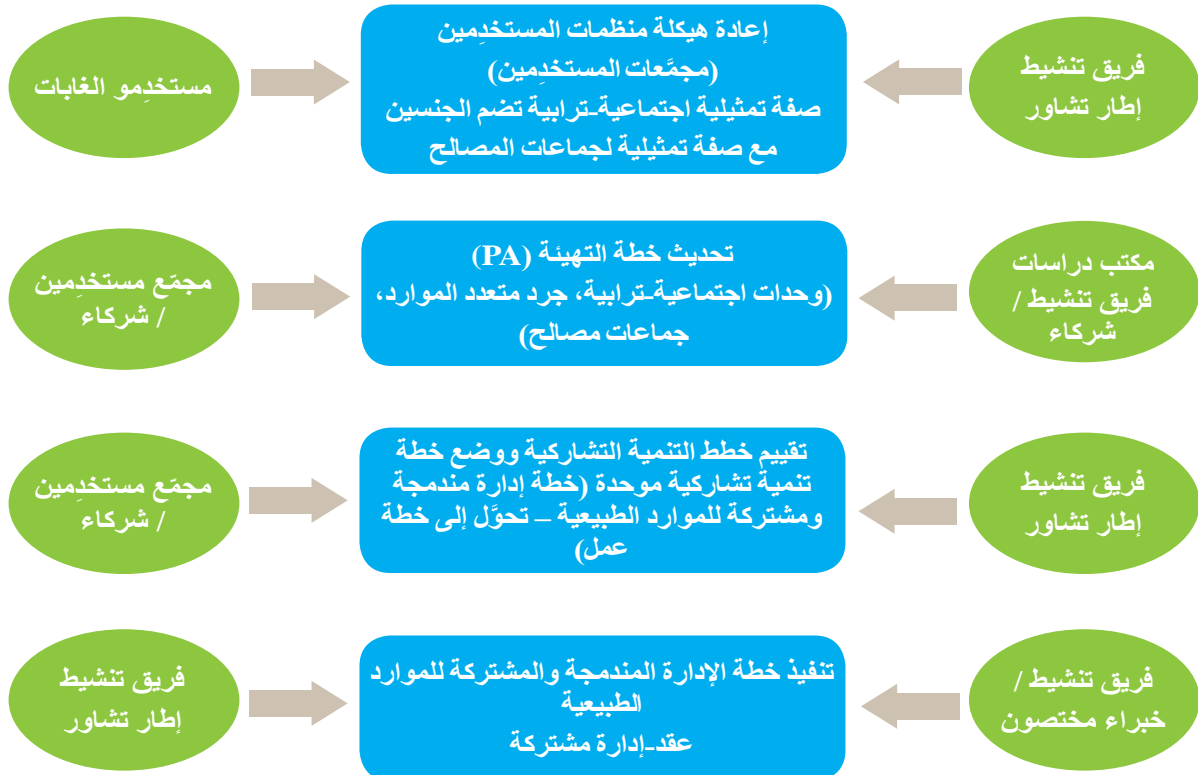 فريق تنشيط
إطار تشاور
إعادة هيكلة منظمات المستخدِمين
(مجمَّعات المستخدِمين)
صفة تمثيلية اجتماعية-ترابية تضم الجنسين
مع صفة تمثيلية لجماعات المصالح
مستخدِمو الغابات
مكتب دراسات
فريق تنشيط /
شركاء
تحديث خطة التهيئة (PA)
(وحدات اجتماعية-ترابية، جرد متعدد الموارد،
جماعات مصالح)
مجمّع مستخدِمين
/ شركاء
فريق تنشيط
إطار تشاور
تقييم خطط التنمية التشاركية ووضع خطة
تنمية تشاركية موحدة (خطة إدارة مندمجة
ومشتركة للموارد الطبيعية – تحوَّل إلى خطة
عمل)
مجمّع مستخدِمين
/ شركاء
فريق تنشيط /
خبراء مختصون
تنفيذ خطة الإدارة المندمجة والمشتركة للموارد
الطبيعية
عقد-إدارة مشتركة
فريق تنشيط
إطار تشاور